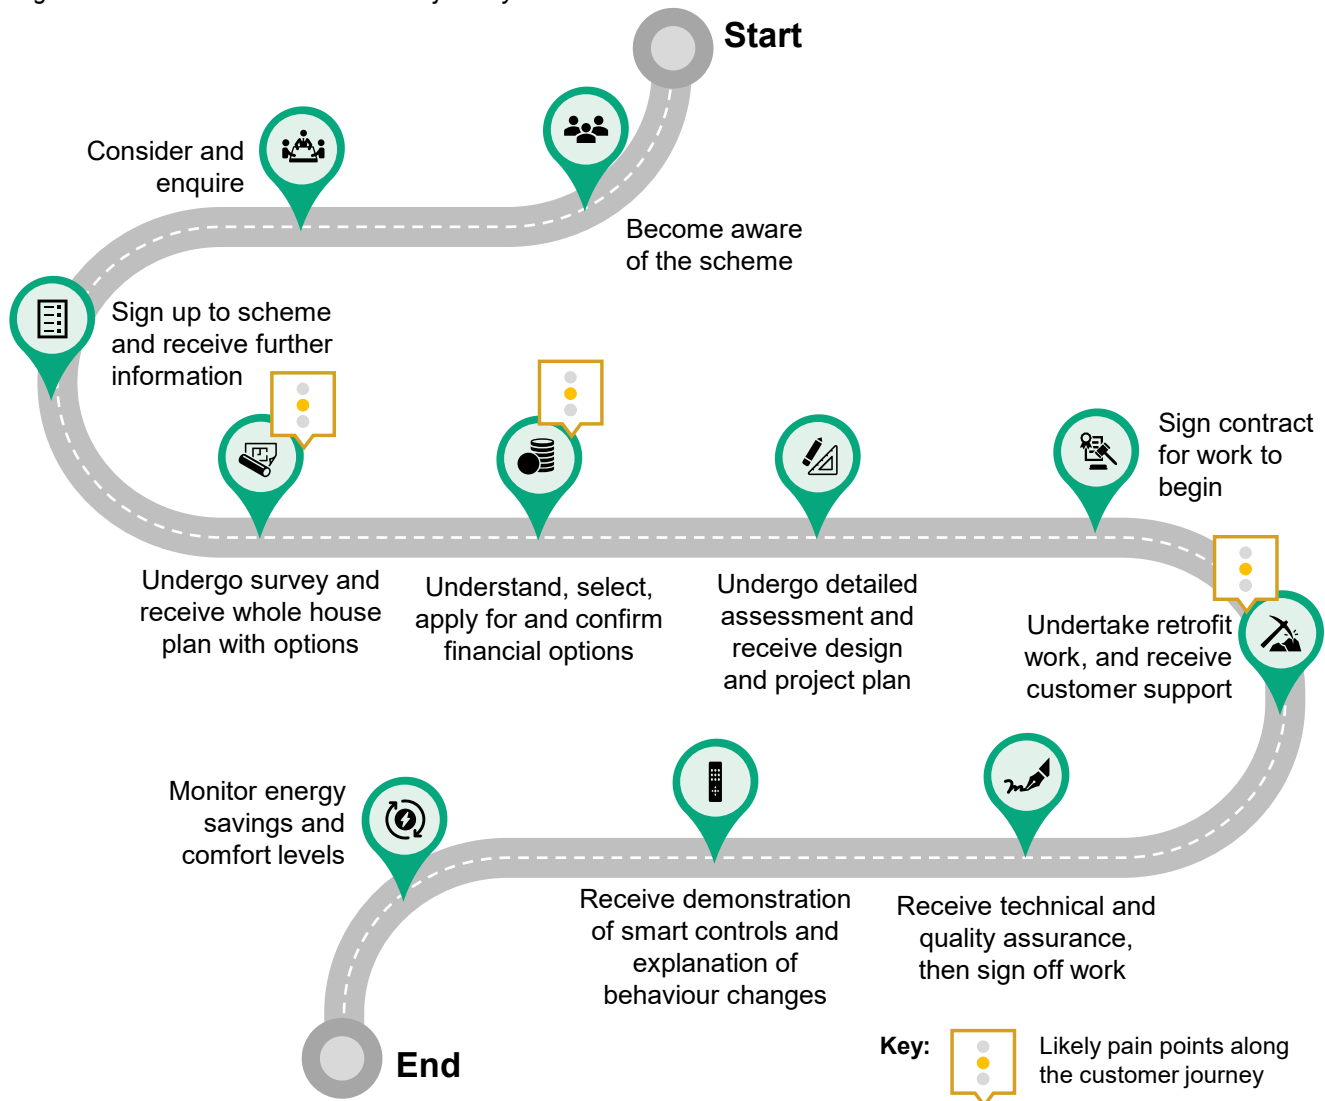 Start
Become aware
of the scheme
Consider and
enquire
Sign up to scheme
and receive further
information
Undergo survey and
receive whole house
plan with options
Understand, select,
apply for and confirm
financial options
Undergo detailed
assessment and
receive design
and project plan
Sign contract
for work to
begin
Undertake retrofit
work, and receive
customer support
Receive technical and
quality assurance,
then sign off work
Receive demonstration
of smart controls and
explanation of
behaviour changes
Monitor energy
savings and
comfort levels
End
Key:
Likely pain points along
the customer journey